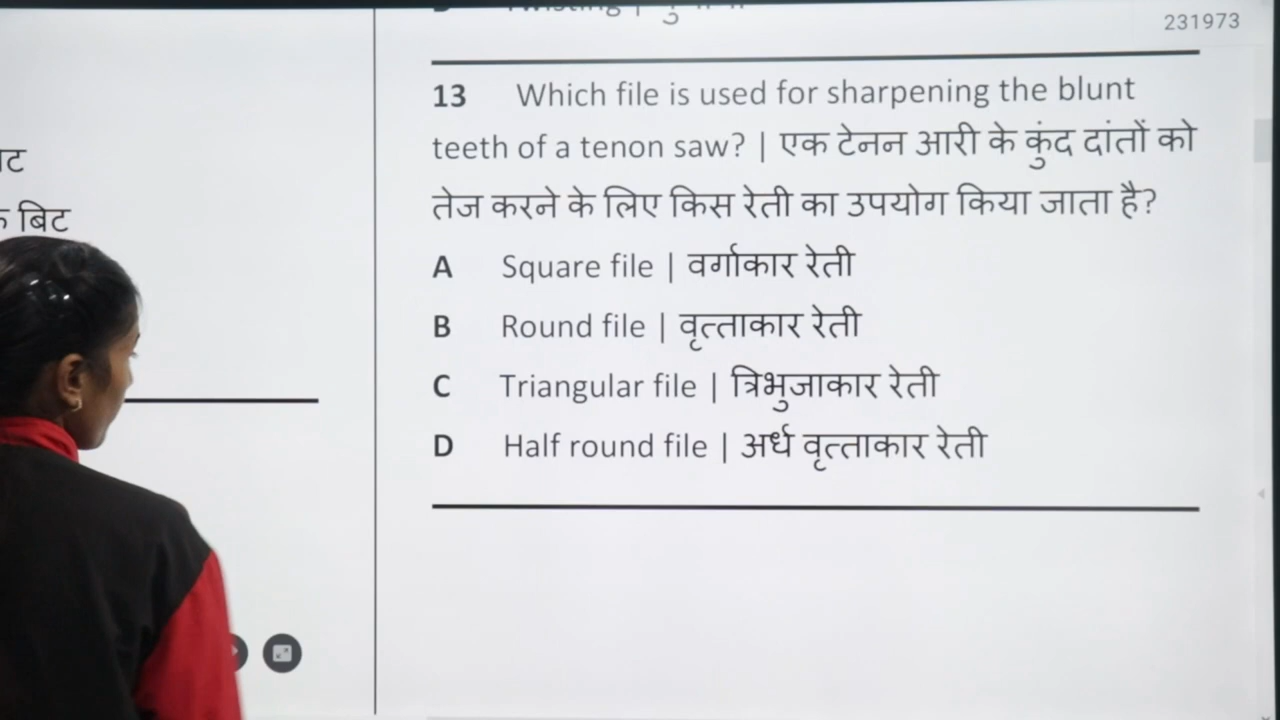 231973
13 Which file is used for sharpening the blunt
teeth of a tenon saw? | एक टेनन आरी के कुंद दांतों को
तेज करने के लिए किस रेती का उपयोग किया जाता है?
A Square file | वर्गाकार रेती
B Round file | वृत्ताकार रेती
C Triangular file | त्रिभुजाकार रेती
D Half round file | अर्ध वृत्ताकार रेती
बिट